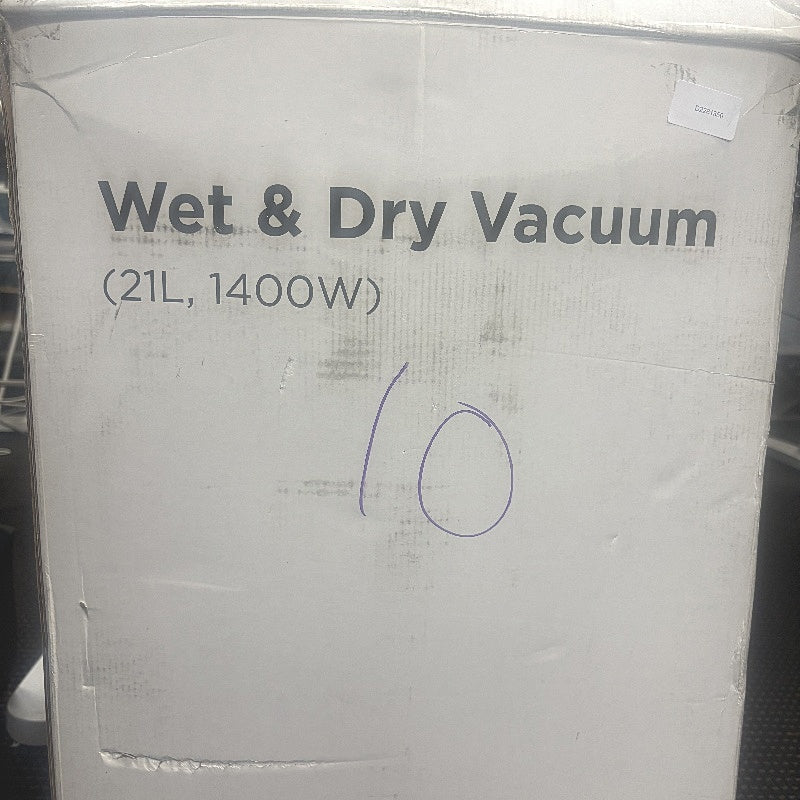 Wet & Dry Vacuum
(21L, 1400W)
10